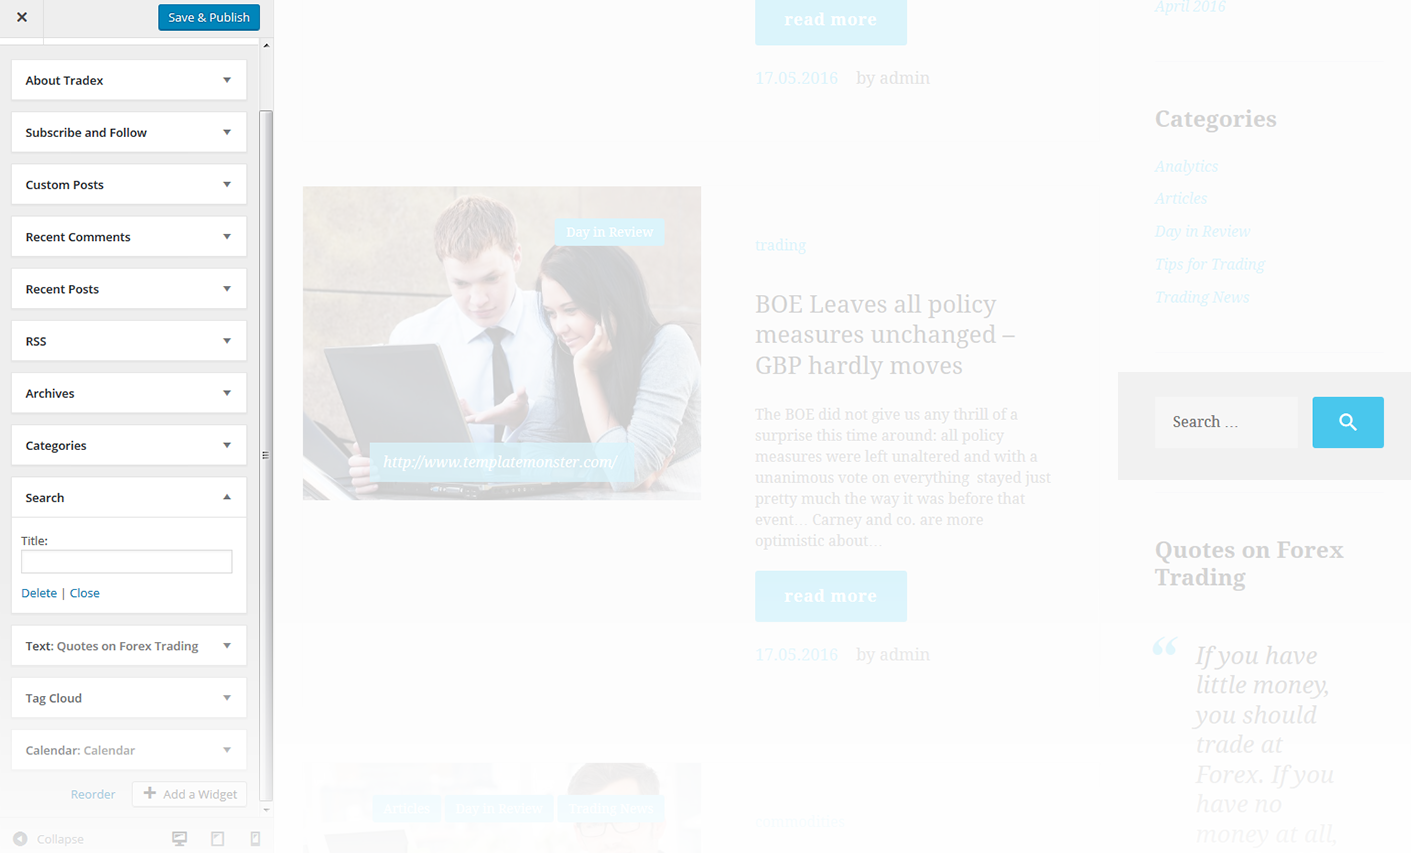 Save & Publish
About Tradex
Subscribe and Follow
Custom Posts
Recent Comments
Recent Posts
RSS
Archives
Categories
Search
Title:
Delete | Close
Text: Quotes on Forex Trading
Tag Cloud
Calendar: Calendar
Reorder
Add a Widget
Collapse
read more
17.05.2016 by admin
Day in Review
http://www.templatemonster.com/
trading
BOE Leaves all policy
measures unchanged –
GBP hardly moves
The BOE did not give us any thrill of a
surprise this time around: all policy
measures were left unaltered and with a
unanimous vote on everything stayed just
pretty much the way it was before that
event… Carney and co. are more
optimistic about…
read more
17.05.2016 by admin
Articles
Day in Review
Trading News
April 2016
Categories
Analytics
Articles
Day in Review
Tips for Trading
Trading News
Search …
Quotes on Forex
Trading
“ If you have
little money,
you should
trade at
Forex. If you
have no
money at all,